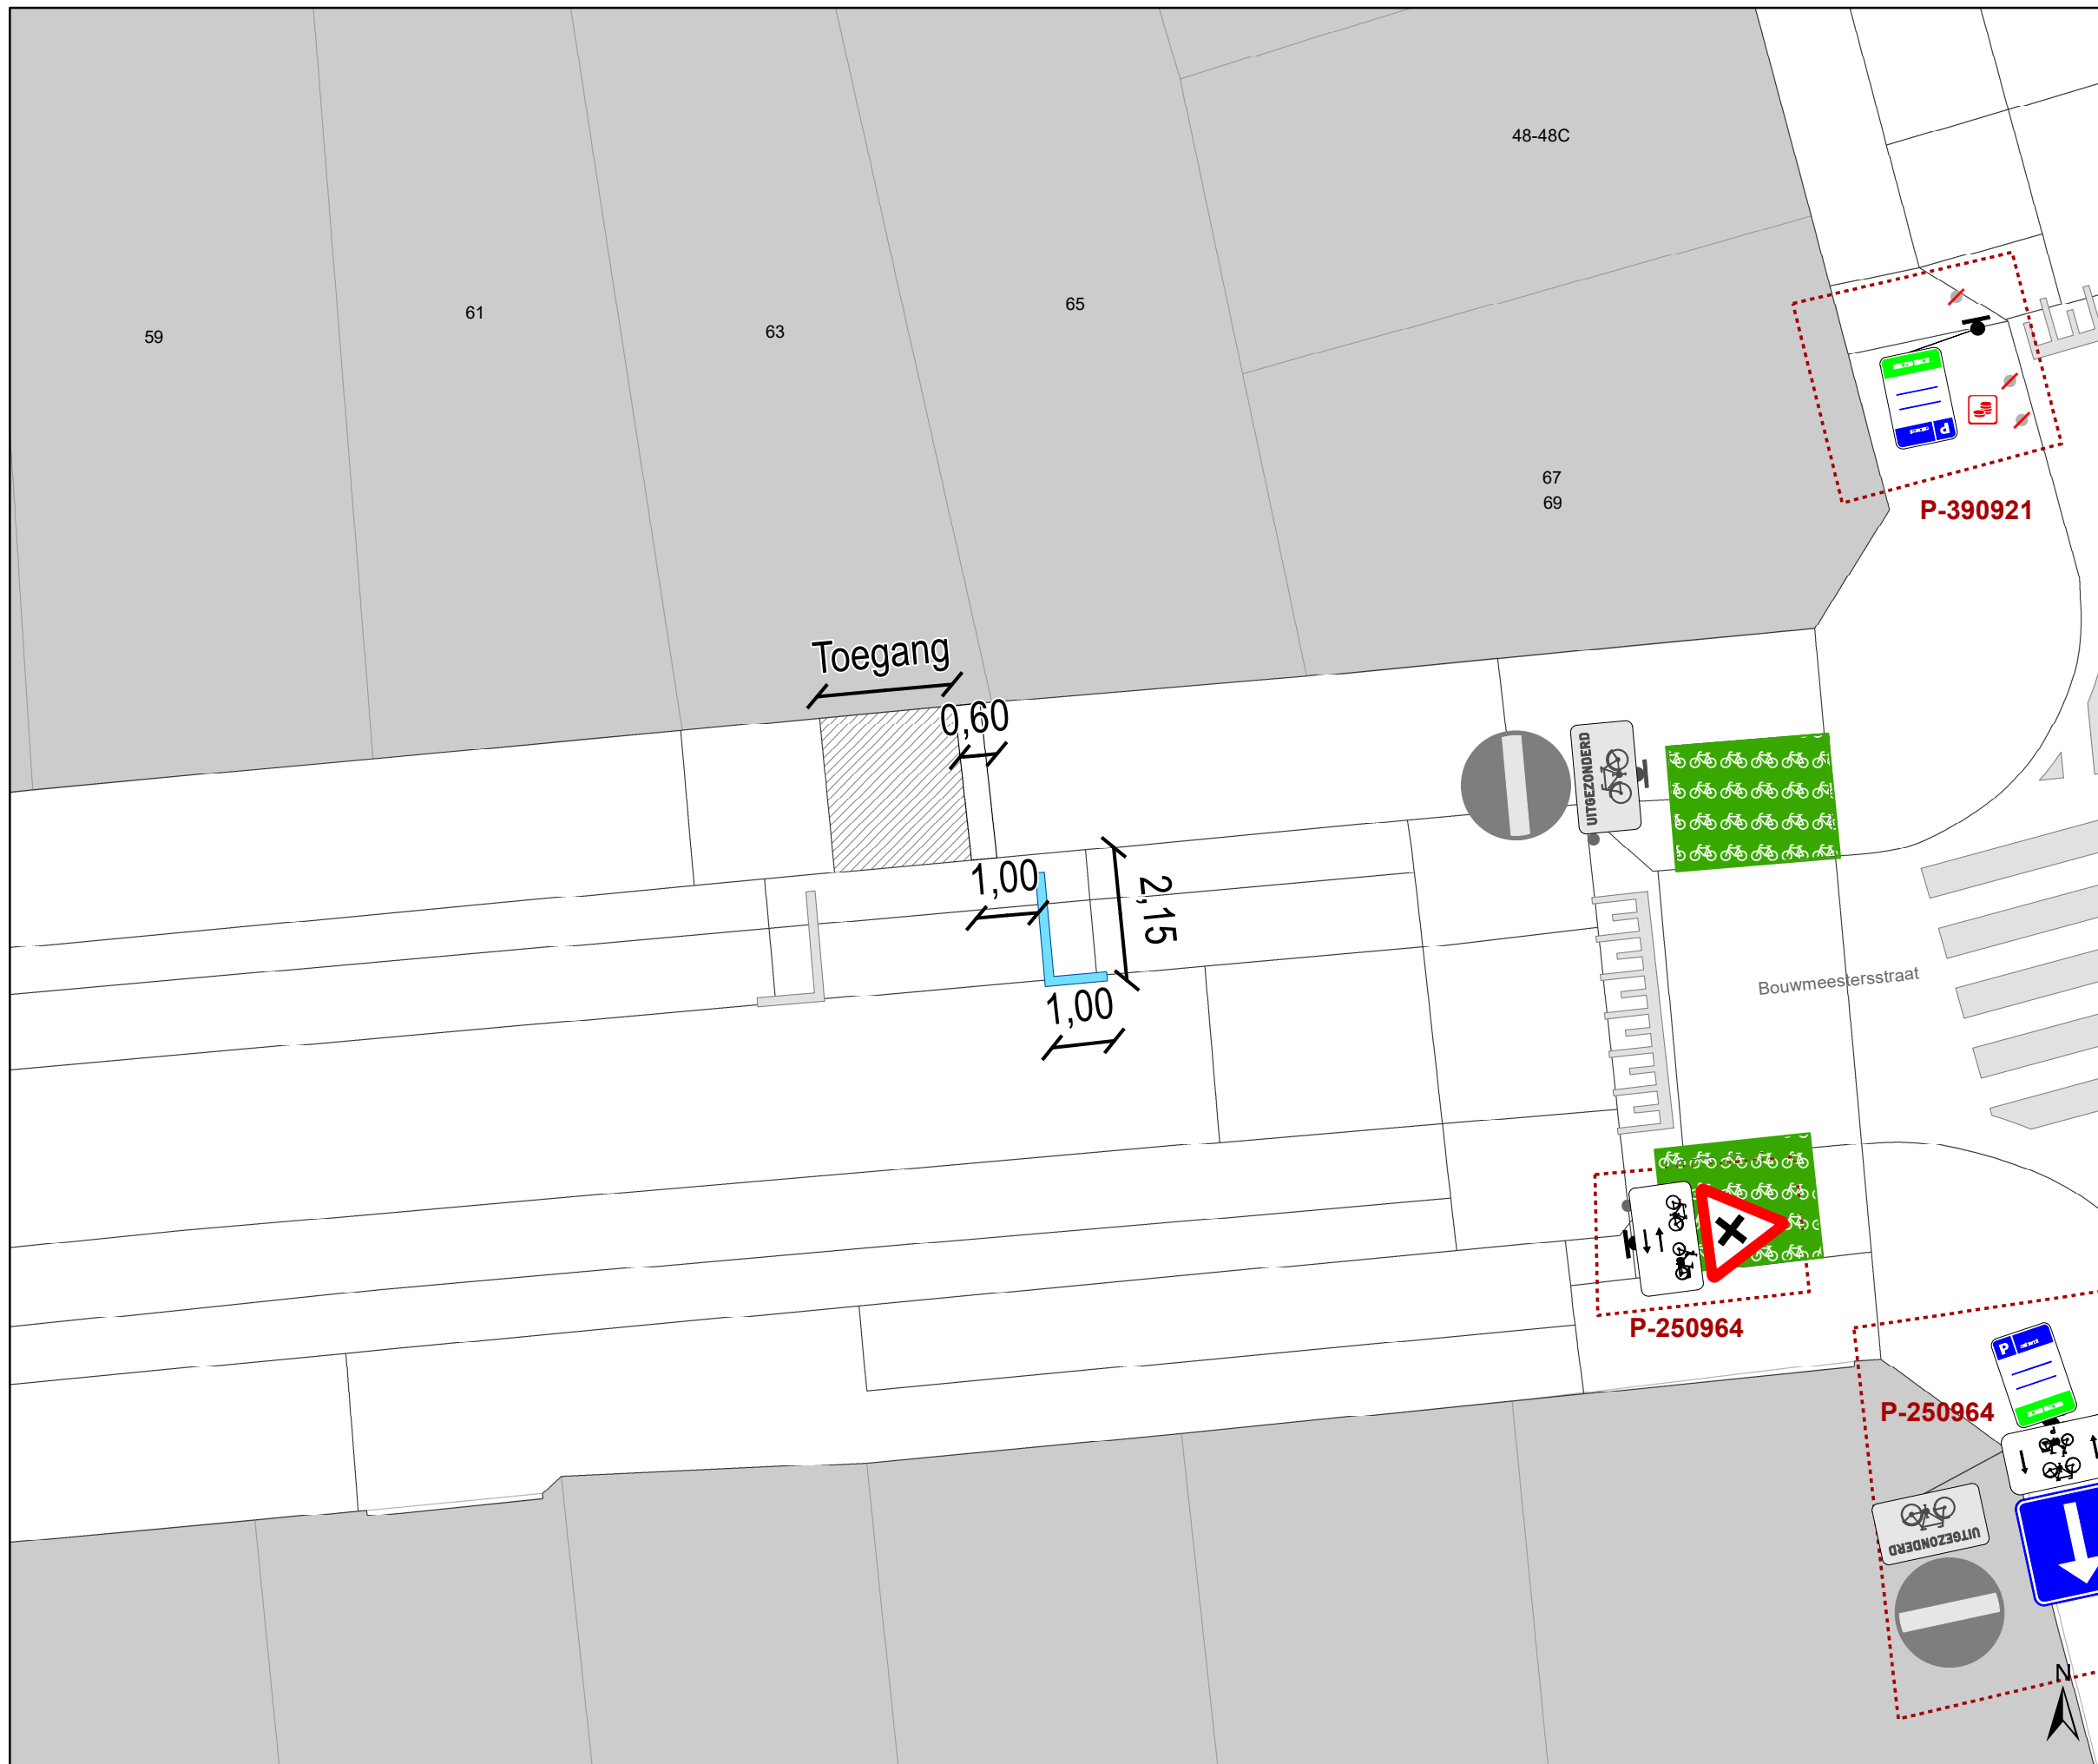 48-48C
59
61
63
65
67
69
P-390921
P
Toegang
0,60
1,00
2,15
1,00
UITGEZONDERD
Bouwmeestersstraat
P-250964
P-250964
P
UITGEZONDERD
N